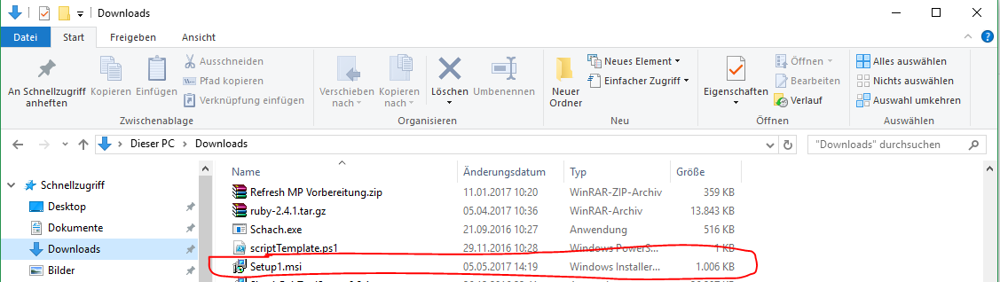 Downloads
Datei Start Freigeben Ansicht
An Schnellzugriff anheften
Kopieren
Einfügen
Ausschneiden
Pfad kopieren
Verknüpfung einfügen
Zwischenablage
Verschieben nach
Kopieren nach
Löschen
Umbenennen
Organisieren
Neuer Ordner
Neues Element
Einfacher Zugriff
Neu
Eigenschaften
Öffnen
Bearbeiten
Verlauf
Öffnen
Alles auswählen
Nichts auswählen
Auswahl umkehren
Auswählen
Dieser PC > Downloads
"Downloads" durchsuchen
Schnellzugriff
Desktop
Dokumente
Downloads
Bilder
Name Änderungsdatum Typ Größe
Refresh MP Vorbereitung.zip 11.01.2017 10:20 WinRAR-ZIP-Archiv 359 KB
ruby-2.4.1.tar.gz 05.04.2017 10:36 WinRAR-Archiv 13.843 KB
Schach.exe 21.09.2016 10:27 Anwendung 516 KB
scriptTemplate.ps1 29.11.2016 10:28 Windows PowerS... 1 KB
Setup1.msi 05.05.2017 14:19 Windows Installer... 1.006 KB